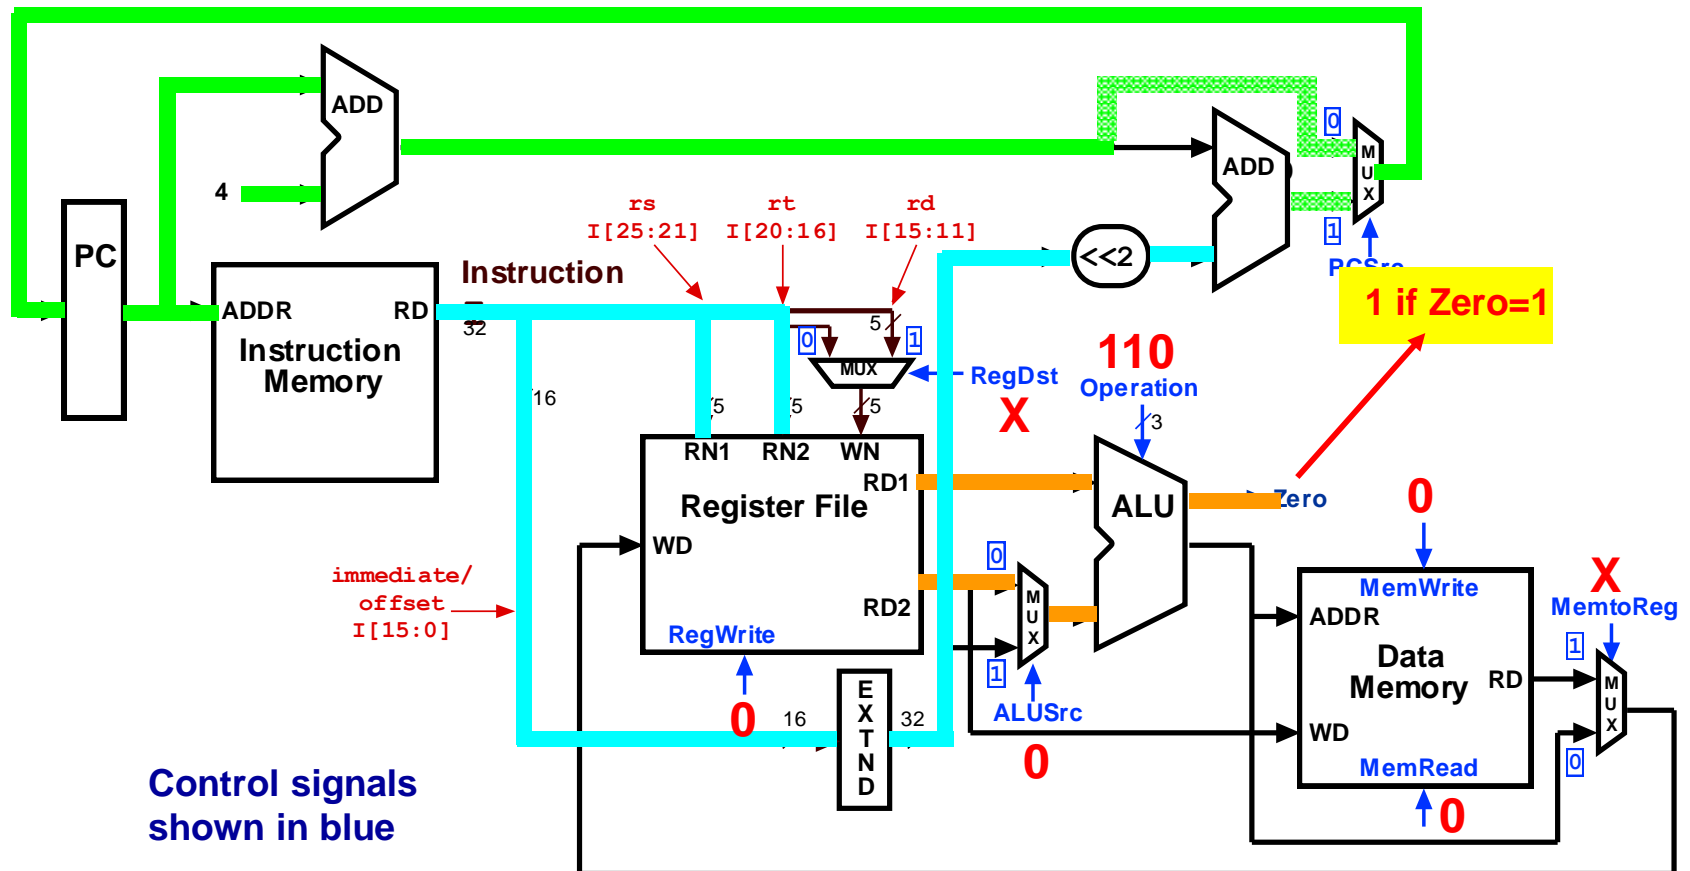 ADD
4
PC
ADDR
RD
Instruction
Memory
Instruction
32
rs
I[25:21]
rt
I[20:16]
rd
I[15:11]
5
0
1
MUX
RegDst
X
16
5
5
5
RN1
RN2
WN
RD1
Register File
WD
RD2
RegWrite
0
immediate/
offset
I[15:0]
16
EXTND
32
<<2
ADD
0
MUX
1
PCSrc
1 if Zero=1
110
Operation
3
ALU
Zero
0
MUX
1
ALUSrc
0
0
MemWrite
ADDR
Data
Memory
RD
WD
MemRead
0
X
MemtoReg
1
MUX
0
Control signals
shown in blue